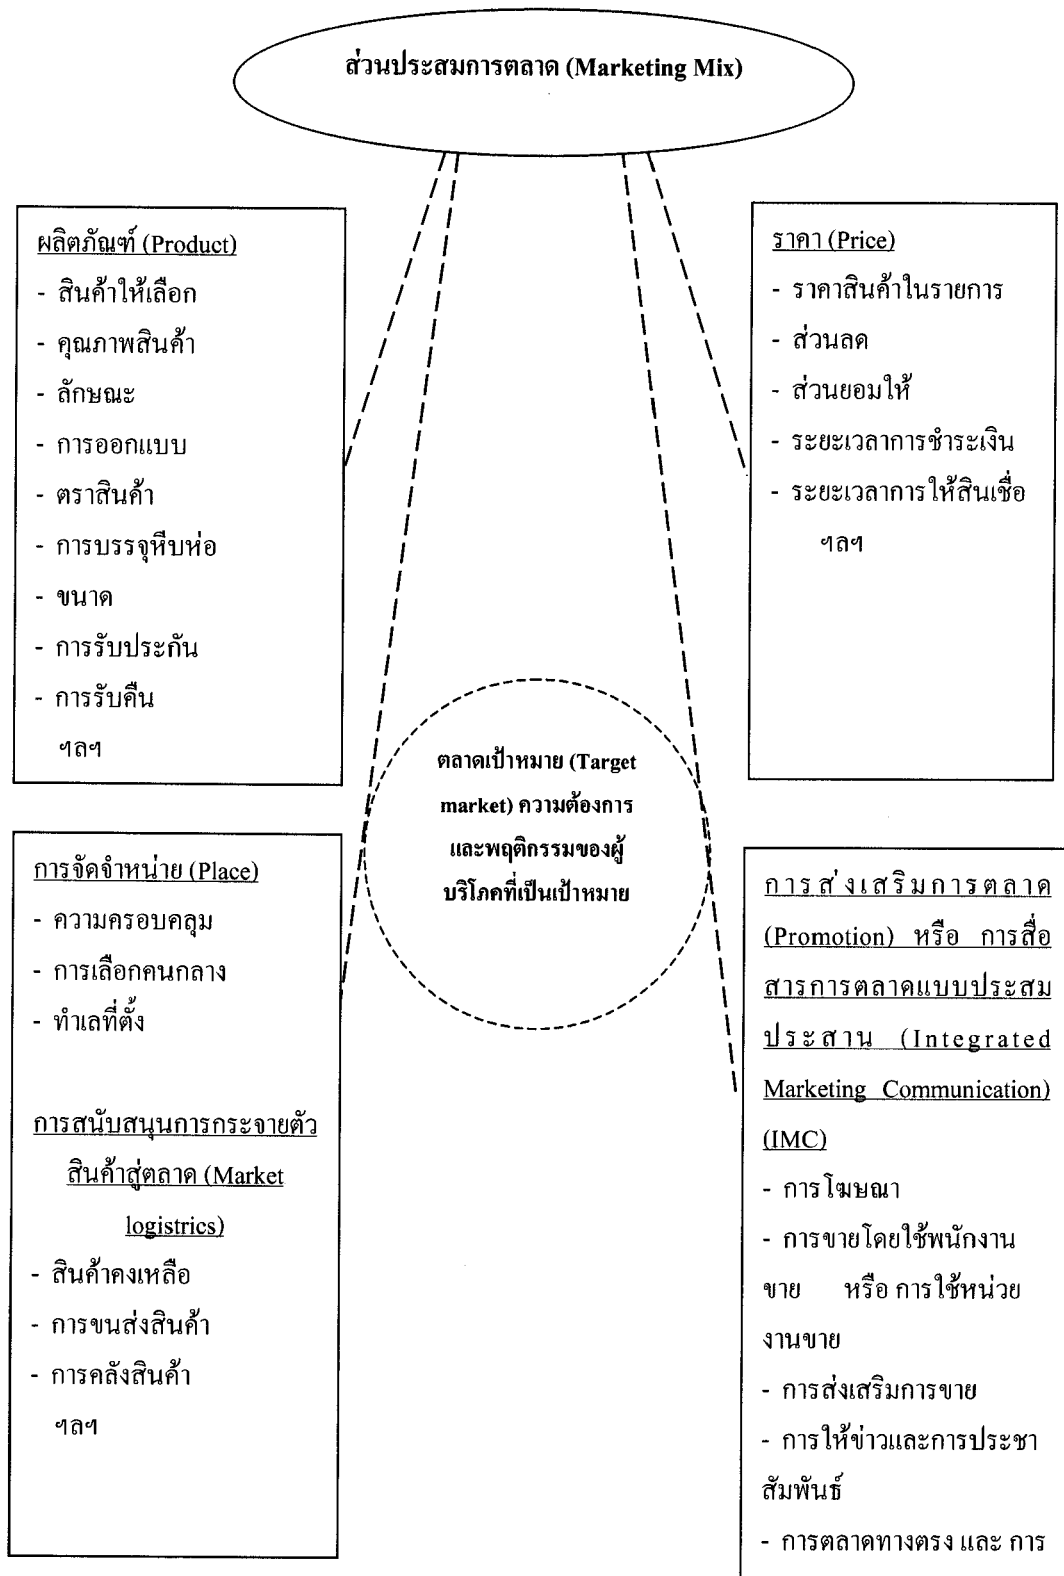 ส่วนประสมการตลาด (Marketing Mix)
ผลิตภัณฑ์ (Product)
- สินค้าให้เลือก
- คุณภาพสินค้า
- ลักษณะ
- การออกแบบ
- ตราสินค้า
- การบรรจุหีบห่อ
- ขนาด
- การรับประกัน
- การรับคืน
ฯลฯ
ราคา (Price)
- ราคาสินค้าในรายการ
- ส่วนลด
- ส่วนยอมให้
- ระยะเวลาการชำระเงิน
- ระยะเวลาการให้สินเชื่อ
ฯลฯ
ตลาดเป้าหมาย (Target
market) ความต้องการ
และพฤติกรรมของผู้
บริโภคที่เป็นเป้าหมาย
การจัดจำหน่าย (Place)
- ความครอบคลุม
- การเลือกคนกลาง
- ทำเลที่ตั้ง
การสนับสนุนการกระจายตัว
สินค้าสู่ตลาด (Market
logistrics)
- สินค้าคงเหลือ
- การขนส่งสินค้า
- การคลังสินค้า
ฯลฯ
การส่งเสริมการตลาด
(Promotion) หรือ การสื่อ
สารการตลาดแบบประสม
ประสาน (Integrated
Marketing Communication)
(IMC)
- การโฆษณา
- การขายโดยใช้พนักงาน
ขาย หรือ การใช้หน่วย
งานขาย
- การส่งเสริมการขาย
- การให้ข่าวและการประชา
สัมพันธ์
- การตลาดทางตรง และ การ